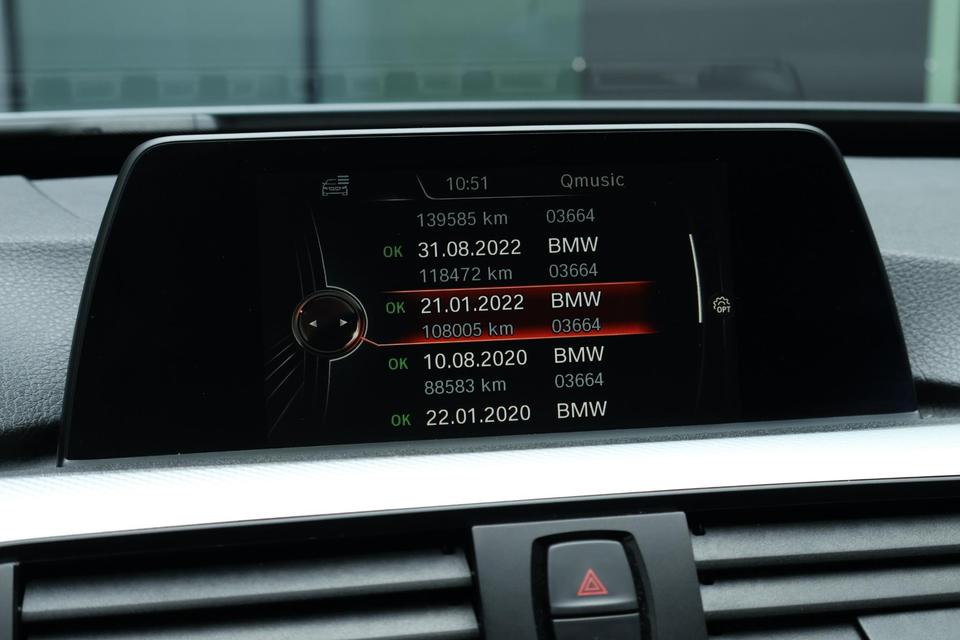 10:51 Qmusic
139585 km 03664
OK 31.08.2022 BMW
118472 km 03664
OK 21.01.2022 BMW
108005 km 03664
OK 10.08.2020 BMW
88583 km 03664
OK 22.01.2020 BMW
OPT